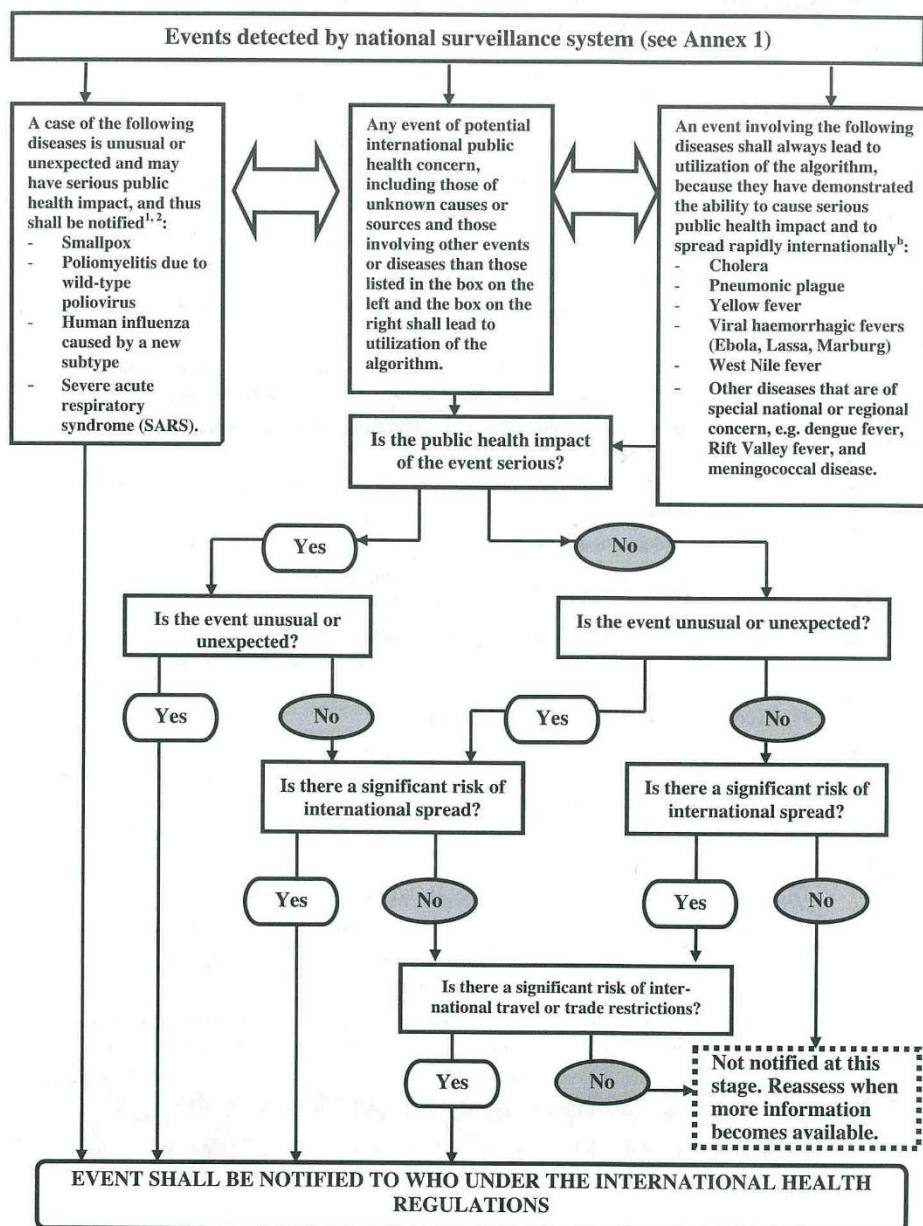 Events detected by national surveillance system (see Annex 1)
A case of the following
diseases is unusual or
unexpected and may
have serious public
health impact, and thus
shall be notified1, 2:
- Smallpox
- Poliomyelitis due to
wild-type
poliovirus
- Human influenza
caused by a new
subtype
- Severe acute
respiratory
syndrome (SARS).
Any event of potential
international public
health concern,
including those of
unknown causes or
sources and those
involving other events
or diseases than those
listed in the box on the
left and the box on the
right shall lead to
utilization of the
algorithm.
An event involving the following
diseases shall always lead to
utilization of the algorithm,
because they have demonstrated
the ability to cause serious
public health impact and to
spread rapidly internationallyb:
- Cholera
- Pneumonic plague
- Yellow fever
- Viral haemorrhagic fevers
(Ebola, Lassa, Marburg)
- West Nile fever
- Other diseases that are of
special national or regional
concern, e.g. dengue fever,
Rift Valley fever, and
meningococcal disease.
Is the public health impact
of the event serious?
Yes
No
Is the event unusual or
unexpected?
Is the event unusual or unexpected?
Yes
No
Yes
No
Is there a significant risk of
international spread?
Is there a significant risk of
international spread?
Yes
No
Yes
No
Is there a significant risk of inter-
national travel or trade restrictions?
Yes
No
Not notified at this
stage. Reassess when
more information
becomes available.
EVENT SHALL BE NOTIFIED TO WHO UNDER THE INTERNATIONAL HEALTH
REGULATIONS